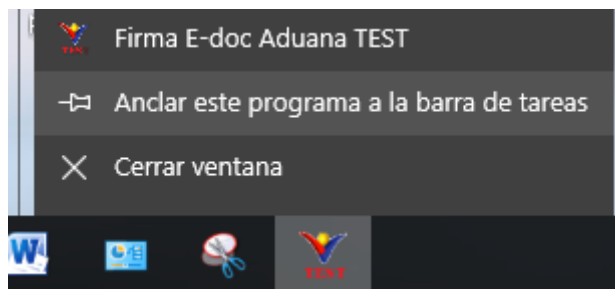 Firma E-doc Aduana TEST
Anclar este programa a la barra de tareas
Cerrar ventana
W
TEST